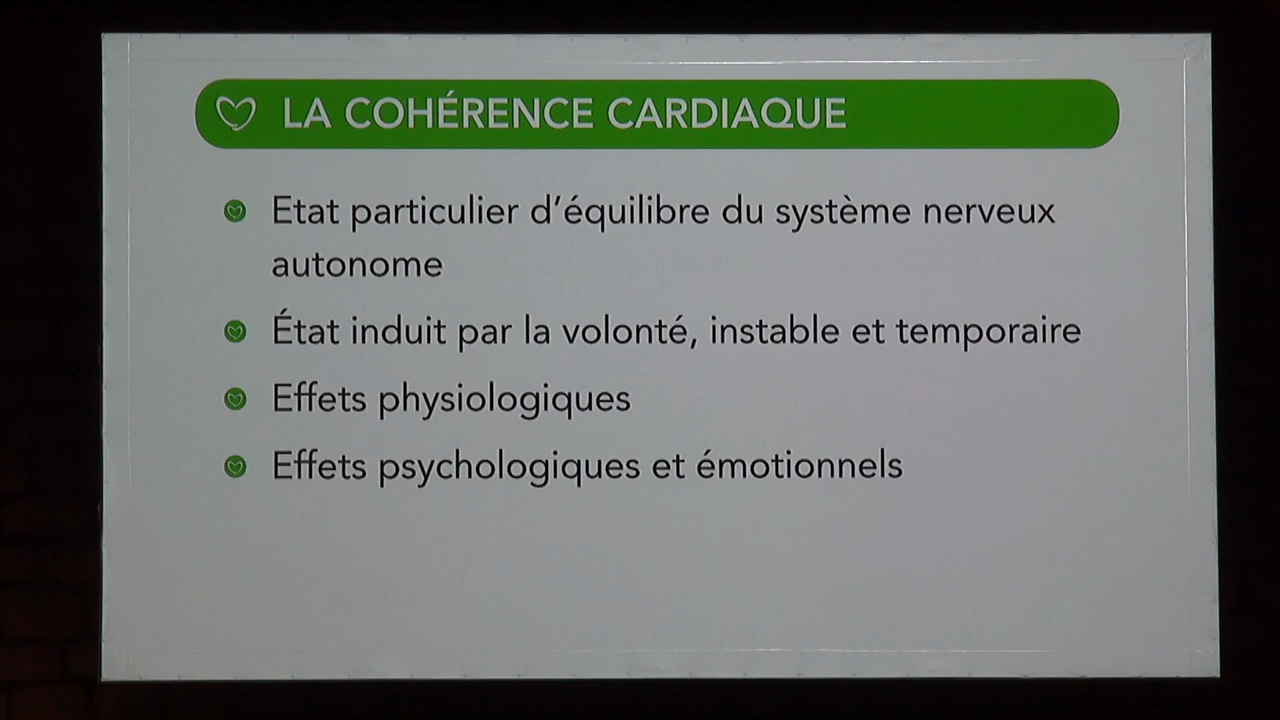 LA COHÉRENCE CARDIAQUE
Etat particulier d'équilibre du système nerveux
autonome
État induit par la volonté, instable et temporaire
Effets physiologiques
Effets psychologiques et émotionnels